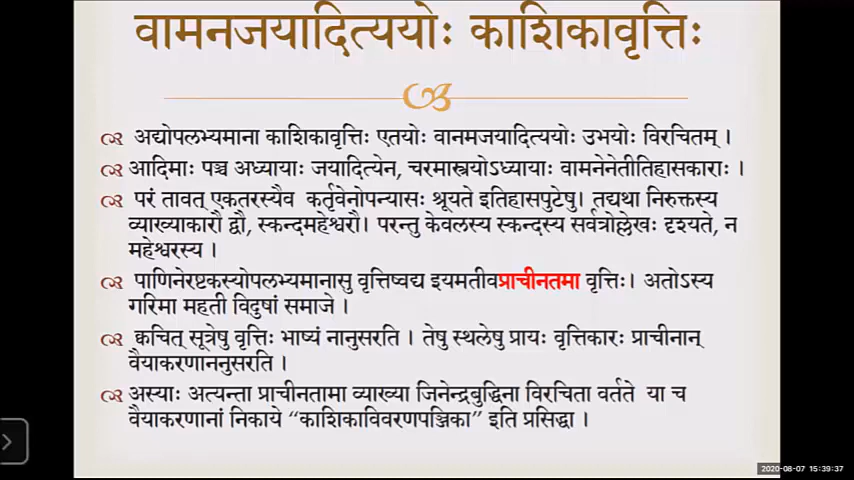 वामनजयादित्ययोः काशिकावृत्तिः
अद्योपलभ्यमाना काशिकावृत्तिः एतयोः वानमजयादित्ययोः उभयोः विरचितम् ।
आदिमाः पञ्च अध्यायाः जयादित्येन, चरमास्त्रयोऽध्यायाः वामनेनेतीतिहासकाराः ।
परं तावत् एकतरस्यैव कर्तृत्वेनोपन्यासः श्रूयते इतिहासपुटेषु। तद्यथा निरुक्तस्य
व्याख्याकारौ द्वौ, स्कन्दमहेश्वरौ। परन्तु केवलस्य स्कन्दस्य सर्वत्रोल्लेखः दृश्यते, न
महेश्वरस्य ।
पाणिनेरष्टकस्योपलभ्यमानासु वृत्तिष्वद्य इयमतीवप्राचीनतमा वृत्तिः। अतोऽस्य
गरिमा महती विदुषां समाजे ।
क्वचित् सूत्रेषु वृत्तिः भाष्यं नानुसरति । तेषु स्थलेषु प्रायः वृत्तिकारः प्राचीनान्
वैयाकरणाननुसरति ।
अस्याः अत्यन्ता प्राचीनतामा व्याख्या जिनेन्द्रबुद्धिना विरचिता वर्तते या च
वैयाकरणानां निकाये “काशिकाविवरणपञ्जिका” इति प्रसिद्धा ।
2020-08-07 15:39:37